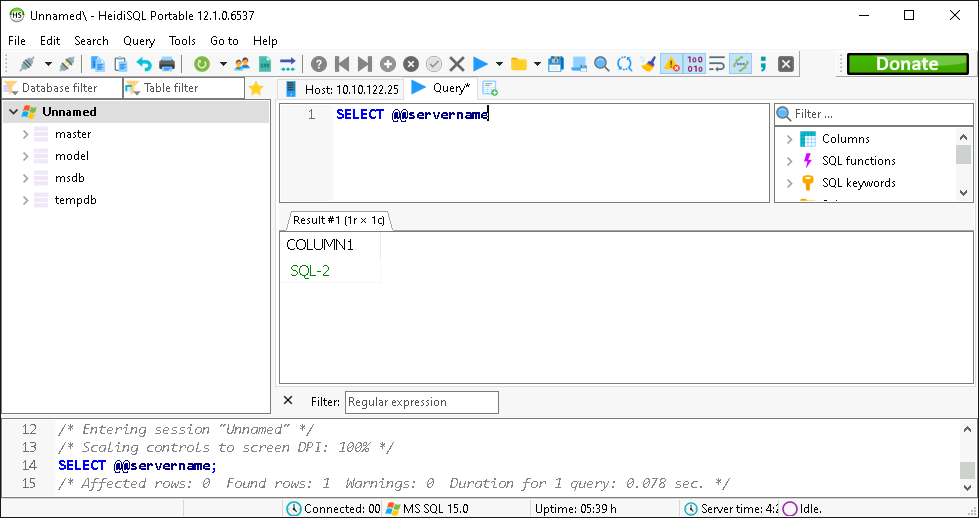 Unnamed\ - HeidiSQL Portable 12.1.0.6537
File Edit Search Query Tools Go to Help
Donate
Database filter Table filter Host: 10.10.122.25 Query*
Unnamed
master
model
msdb
tempdb
1 SELECT @@servername
Filter ...
Columns
SQL functions
SQL keywords
Result #1 (1r × 1c)
COLUMN1
SQL-2
Filter: Regular expression
12 /* Entering session "Unnamed" */
13 /* Scaling controls to screen DPI: 100% */
14 SELECT @@servername;
15 /* Affected rows: 0 Found rows: 1 Warnings: 0 Duration for 1 query: 0.078 sec. */
Connected: 00 MS SQL 15.0 Uptime: 05:39 h Server time: 4:2 Idle.